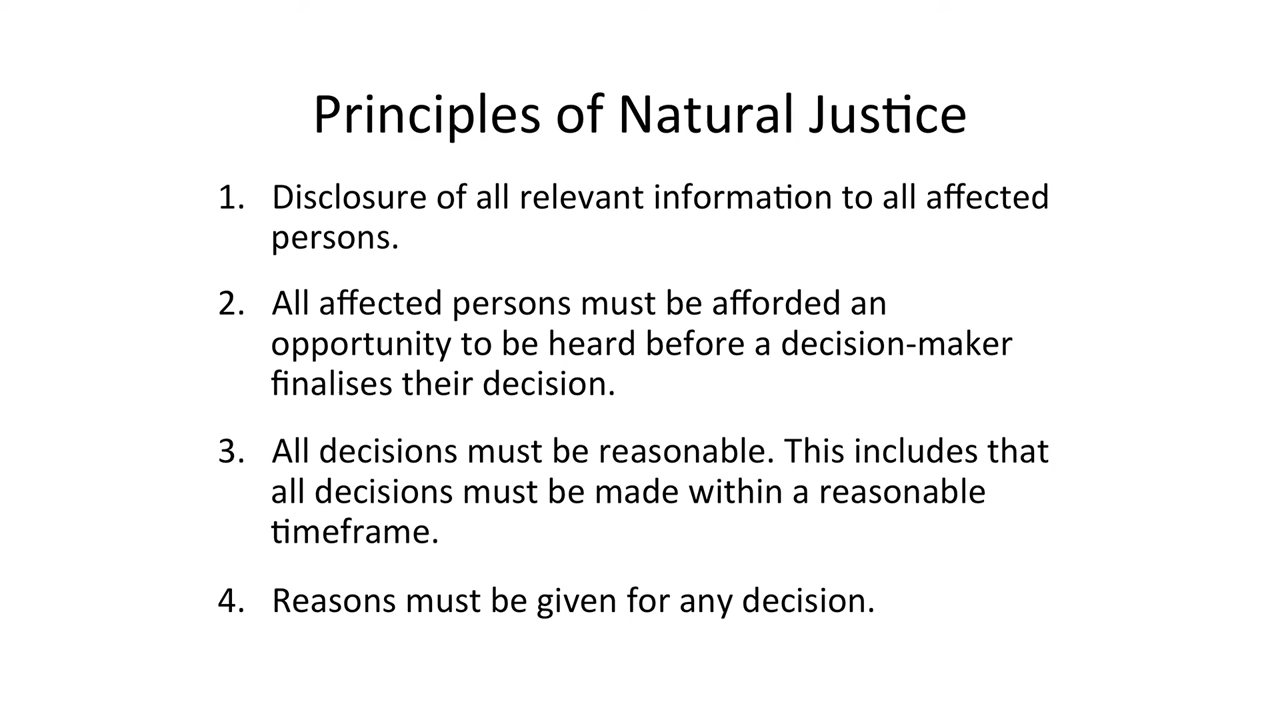 Principles of Natural Justice
1. Disclosure of all relevant information to all affected
persons.
2. All affected persons must be afforded an
opportunity to be heard before a decision-maker
finalises their decision.
3. All decisions must be reasonable. This includes that
all decisions must be made within a reasonable
timeframe.
4. Reasons must be given for any decision.